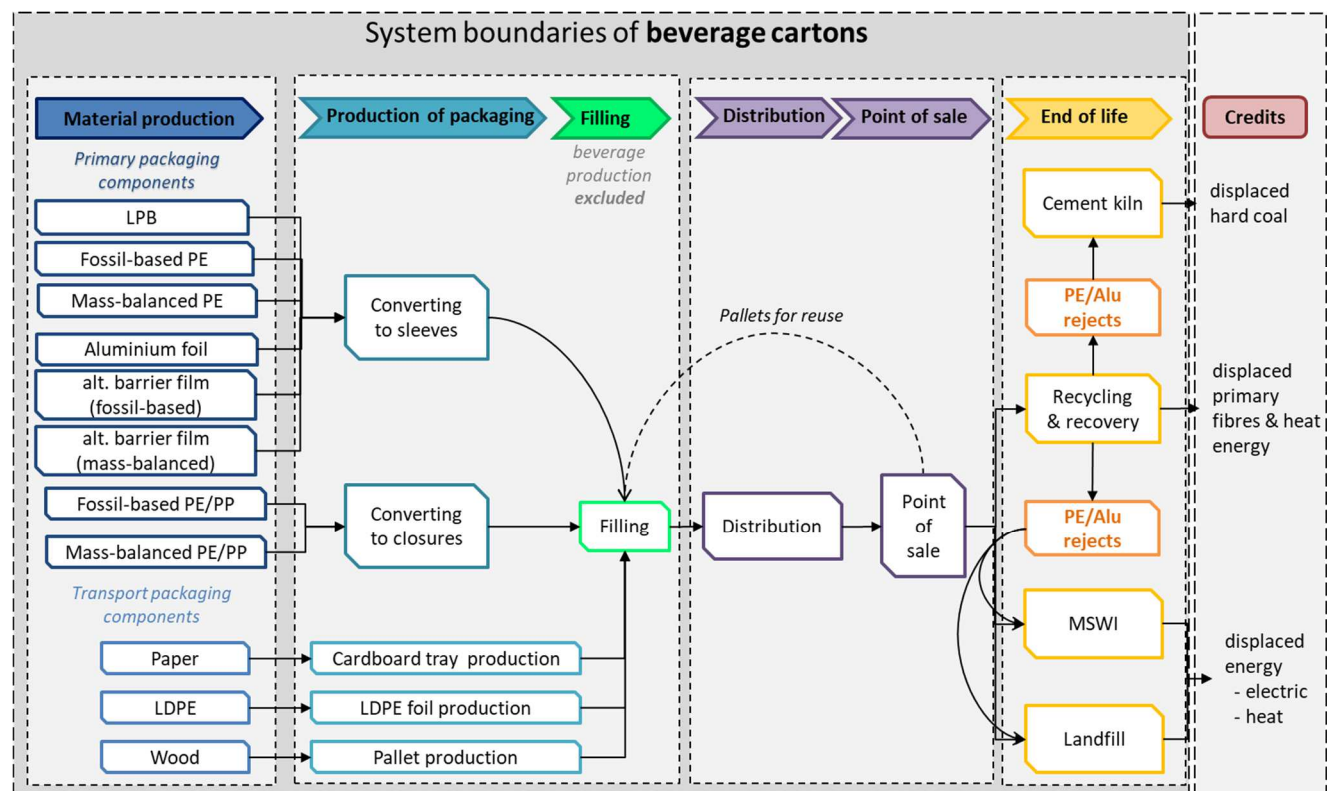 System boundaries of beverage cartons
Material production
Production of packaging
Filling
Distribution
Point of sale
End of life
Credits
Primary packaging
components
beverage
production
excluded
LPB
Fossil-based PE
Mass-balanced PE
Aluminium foil
alt. barrier film
(fossil-based)
alt. barrier film
(mass-balanced)
Fossil-based PE/PP
Mass-balanced PE/PP
Transport packaging
components
Paper
LDPE
Wood
Converting
to sleeves
Converting
to closures
Cardboard tray production
LDPE foil production
Pallet production
Filling
Pallets for reuse
Distribution
Point
of
sale
Cement kiln
PE/Alu
rejects
Recycling
& recovery
PE/Alu
rejects
MSWI
Landfill
displaced
hard coal
displaced
primary
fibres & heat
energy
displaced
energy
- electric
- heat